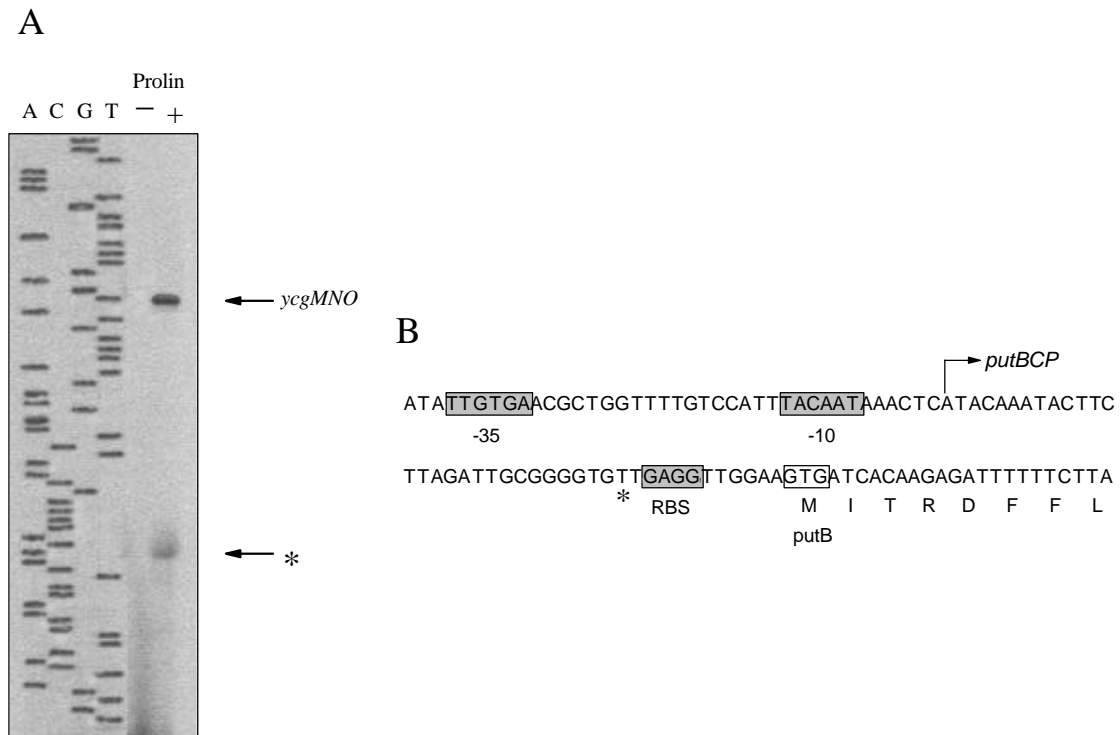 A
Prolin
A C G T − +
ycgMNO
*
B
putBCP
ATATTGTGAACGCTGGTTTTGTCCATTTACAATAAACTCATACAAATACTTC
-35 -10
TTAGATTGCGGGGTGTTGAGGTTGGAAGTGATCACAAGAGATTTTTTCTTA
* RBS M I T R D F F L
putB